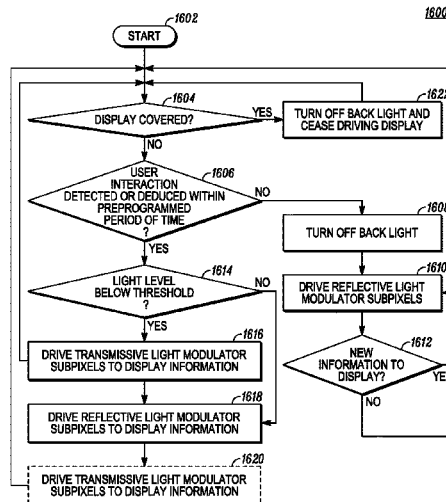 1600
1602
START
1604
DISPLAY COVERED?
YES
1622
TURN OFF BACK LIGHT AND
CEASE DRIVING DISPLAY
NO
1606
USER
INTERACTION
DETECTED OR DEDUCED WITHIN
PREPROGRAMMED
PERIOD OF TIME
?
NO
1608
TURN OFF BACK LIGHT
YES
1614
LIGHT LEVEL
BELOW THRESHOLD
?
NO
1610
DRIVE REFLECTIVE LIGHT
MODULATOR SUBPIXELS
YES
1616
DRIVE TRANSMISSIVE LIGHT MODULATOR
SUBPIXELS TO DISPLAY INFORMATION
1612
NEW
INFORMATION TO
DISPLAY?
NO
1618
DRIVE REFLECTIVE LIGHT MODULATOR
SUBPIXELS TO DISPLAY INFORMATION
1620
DRIVE TRANSMISSIVE LIGHT MODULATOR
SUBPIXELS TO DISPLAY INFORMATION